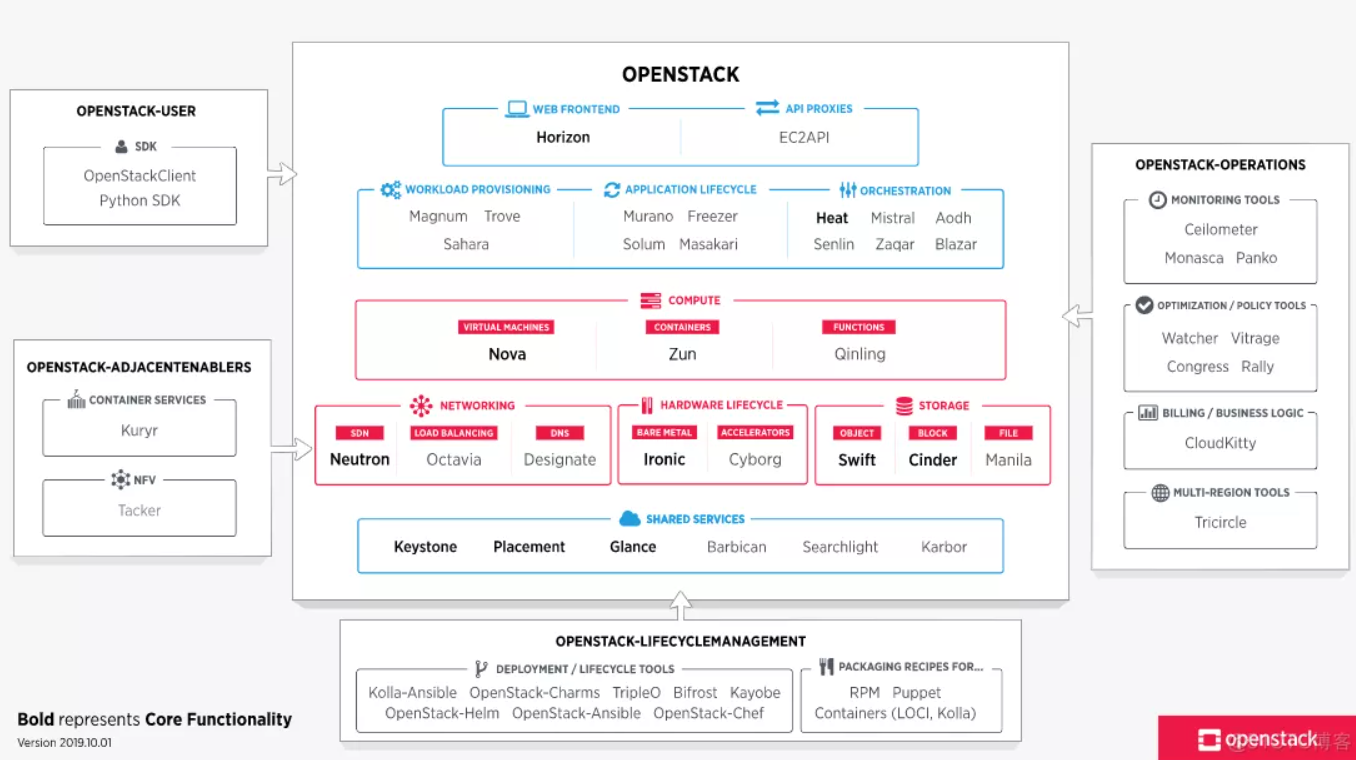 OPENSTACK
WEB FRONTEND
API PROXIES
Horizon
EC2API
WORKLOAD PROVISIONING
APPLICATION LIFECYCLE
ORCHESTRATION
Magnum Trove
Sahara
Murano Freezer
Solum Masakari
Heat Mistral Aodh
Senlin Zaqar Blazar
COMPUTE
VIRTUAL MACHINES
CONTAINERS
FUNCTIONS
Nova
Zun
Qinling
NETWORKING
SDN
LOAD BALANCING
DNS
Neutron
Octavia
Designate
HARDWARE LIFECYCLE
BARE METAL
ACCELERATORS
Ironic
Cyborg
STORAGE
OBJECT
BLOCK
FILE
Swift
Cinder
Manila
SHARED SERVICES
Keystone Placement Glance Barbican Searchlight Karbor
OPENSTACK-USER
SDK
OpenStackClient
Python SDK
OPENSTACK-ADJACENTENABLERS
CONTAINER SERVICES
Kuryr
NFV
Tacker
OPENSTACK-OPERATIONS
MONITORING TOOLS
Ceilometer
Monasca Panko
OPTIMIZATION / POLICY TOOLS
Watcher Vitrage
Congress Rally
BILLING / BUSINESS LOGIC
CloudKitty
MULTI-REGION TOOLS
Tricircle
OPENSTACK-LIFECYCLEMANAGEMENT
DEPLOYMENT / LIFECYCLE TOOLS
Kolla-Ansible OpenStack-Charms TripleO Bifrost Kayobe
OpenStack-Helm OpenStack-Ansible OpenStack-Chef
PACKAGING RECIPES FOR...
RPM Puppet
Containers (LOCI, Kolla)
Bold represents Core Functionality
Version 2019.10.01
openstack